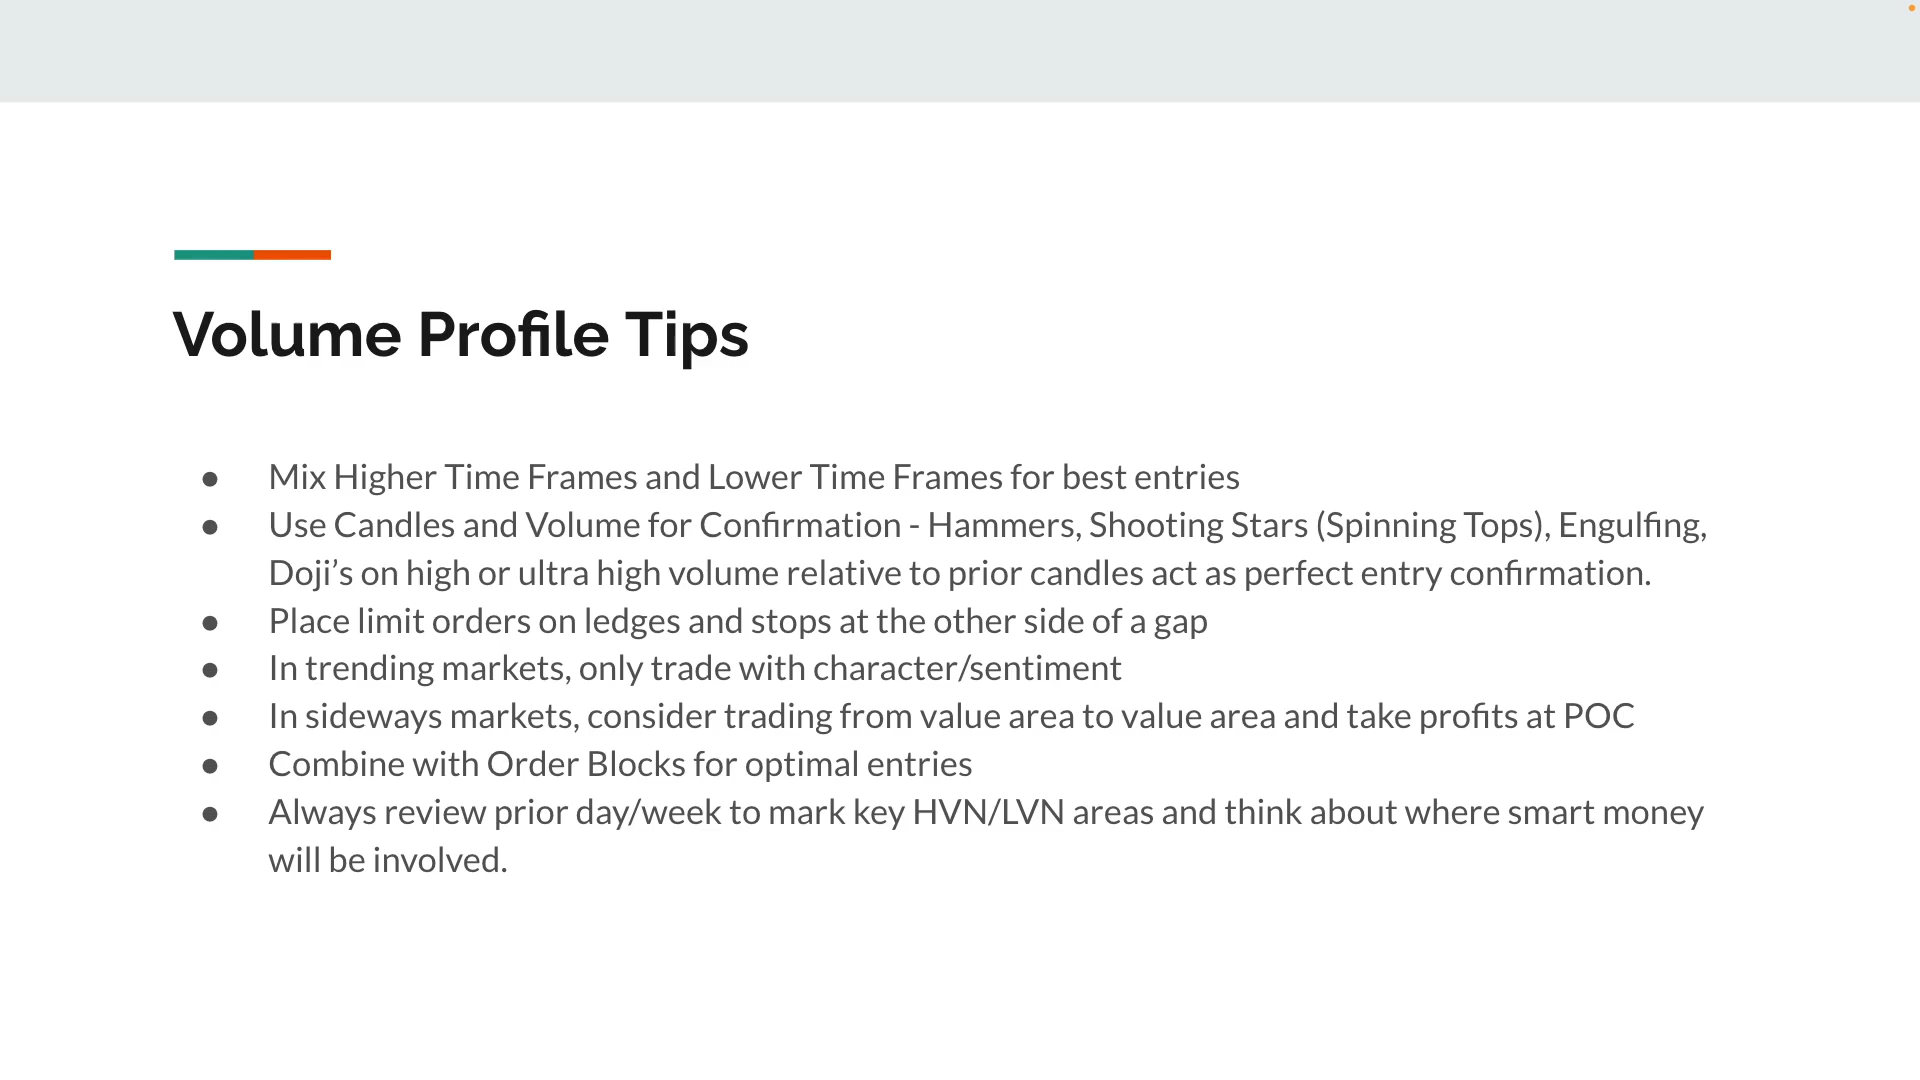 Volume Profile Tips
● Mix Higher Time Frames and Lower Time Frames for best entries
● Use Candles and Volume for Confirmation - Hammers, Shooting Stars (Spinning Tops), Engulfing,
Doji’s on high or ultra high volume relative to prior candles act as perfect entry confirmation.
● Place limit orders on ledges and stops at the other side of a gap
● In trending markets, only trade with character/sentiment
● In sideways markets, consider trading from value area to value area and take profits at POC
● Combine with Order Blocks for optimal entries
● Always review prior day/week to mark key HVN/LVN areas and think about where smart money
will be involved.